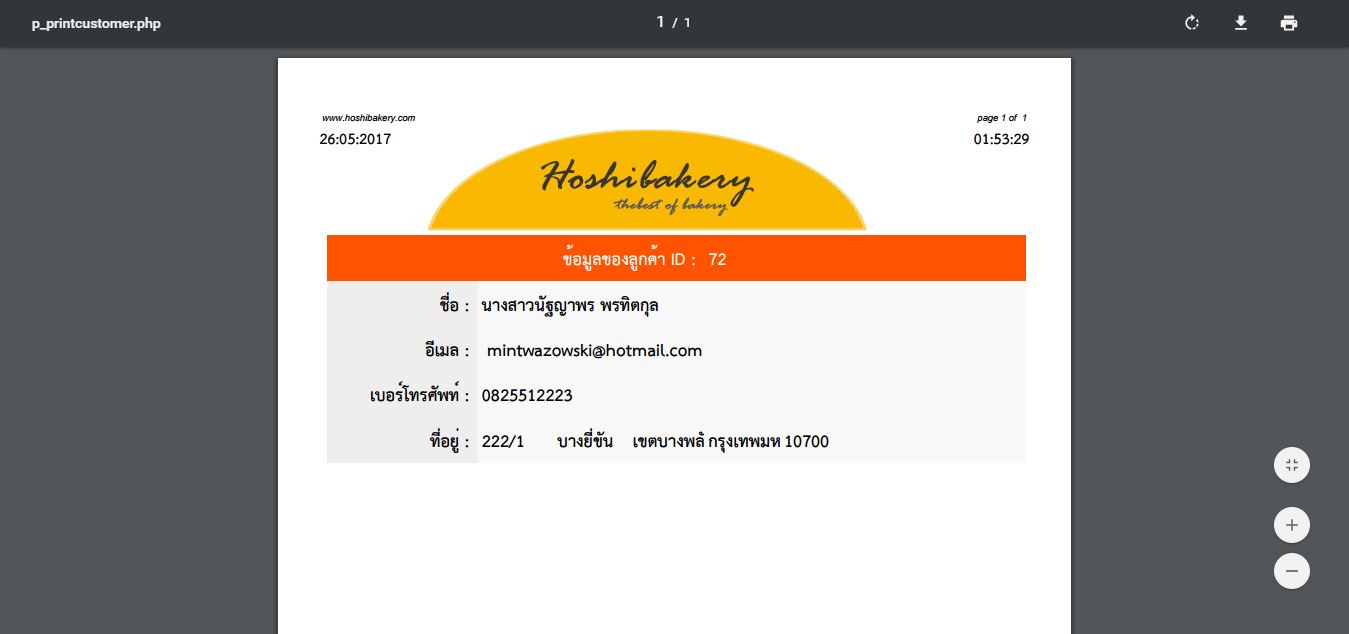 p_printcustomer.php
1 / 1
www.hoshibakery.com
page 1 of 1
26:05:2017
01:53:29
Hoshibakery
thebest of bakery
ข้อมูลของลูกค้า ID : 72
ชื่อ : นางสาวนัฐญาพร พรทิตกุล
อีเมล : mintwazowski@hotmail.com
เบอร์โทรศัพท์ : 0825512223
ที่อยู่ : 222/1 บางยี่ขัน เขตบางพลั กรุงเทพมห 10700